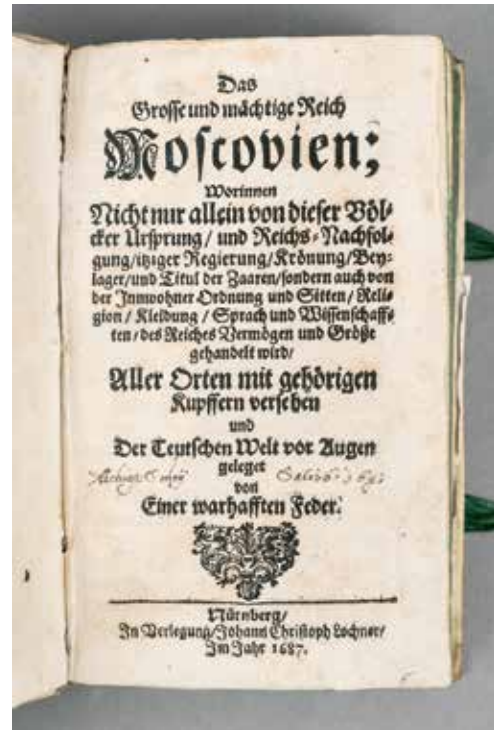 Das
Grosse und mächtige Reich
Moscovien;
Worinnen
Nicht nur allein von dieser Völ-
cker Ursprung / und Reichs-Nachfol-
gung/itziger Regierung/Krönung/Bey-
lager/und Titul der Zaaren/sondern auch von
der Innwohner Ordnung und Sitten/Reli-
gion / Kleidung / Sprach und Wissenschaff-
ten/des Reiches Vermögen und Größe
gehandelt wird/
Aller Orten mit gehörigen
Kupffern versehen
und
Der Teutschen Welt vor Augen
geleget
von
Einer warhafften Feder.
Nürnberg/
In Verlegung/Johann Christoph Lochner/
Im Jahr 1687.